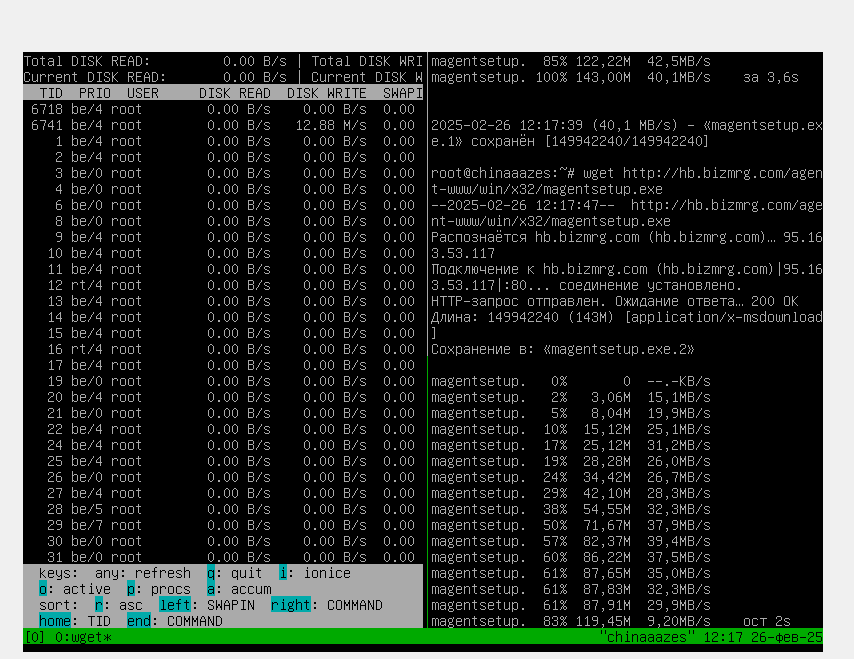 Total DISK READ:         0.00 B/s | Total DISK WRI
Current DISK READ:       0.00 B/s | Current DISK W
  TID  PRIO  USER     DISK READ  DISK WRITE  SWAPI
 6718 be/4 root        0.00 B/s    0.00 B/s  0.00
 6741 be/4 root        0.00 B/s   12.88 M/s  0.00
    1 be/4 root        0.00 B/s    0.00 B/s  0.00
    2 be/4 root        0.00 B/s    0.00 B/s  0.00
    3 be/0 root        0.00 B/s    0.00 B/s  0.00
    4 be/0 root        0.00 B/s    0.00 B/s  0.00
    6 be/0 root        0.00 B/s    0.00 B/s  0.00
    8 be/0 root        0.00 B/s    0.00 B/s  0.00
    9 be/4 root        0.00 B/s    0.00 B/s  0.00
   10 be/4 root        0.00 B/s    0.00 B/s  0.00
   11 be/4 root        0.00 B/s    0.00 B/s  0.00
   12 rt/4 root        0.00 B/s    0.00 B/s  0.00
   13 be/4 root        0.00 B/s    0.00 B/s  0.00
   14 be/4 root        0.00 B/s    0.00 B/s  0.00
   15 be/4 root        0.00 B/s    0.00 B/s  0.00
   16 rt/4 root        0.00 B/s    0.00 B/s  0.00
   17 be/4 root        0.00 B/s    0.00 B/s  0.00
   19 be/0 root        0.00 B/s    0.00 B/s  0.00
   20 be/4 root        0.00 B/s    0.00 B/s  0.00
   21 be/0 root        0.00 B/s    0.00 B/s  0.00
   22 be/4 root        0.00 B/s    0.00 B/s  0.00
   24 be/4 root        0.00 B/s    0.00 B/s  0.00
   25 be/4 root        0.00 B/s    0.00 B/s  0.00
   26 be/0 root        0.00 B/s    0.00 B/s  0.00
   27 be/4 root        0.00 B/s    0.00 B/s  0.00
   28 be/5 root        0.00 B/s    0.00 B/s  0.00
   29 be/7 root        0.00 B/s    0.00 B/s  0.00
   30 be/0 root        0.00 B/s    0.00 B/s  0.00
   31 be/0 root        0.00 B/s    0.00 B/s  0.00
  keys:  any: refresh  q: quit  i: ionice
  o: active  p: procs  a: accum
  sort:  r: asc  left: SWAPIN  right: COMMAND
  home: TID  end: COMMAND
magentsetup.  85% 122,22M  42,5MB/s
magentsetup. 100% 143,00M  40,1MB/s    за 3,6s
2025-02-26 12:17:39 (40,1 MB/s) - «magentsetup.ex
e.1» сохранён [149942240/149942240]
root@chinaaazes:~# wget http://hb.bizmrg.com/agen
t-www/win/x32/magentsetup.exe
--2025-02-26 12:17:47--  http://hb.bizmrg.com/age
nt-www/win/x32/magentsetup.exe
Распознаётся hb.bizmrg.com (hb.bizmrg.com)… 95.16
3.53.117
Подключение к hb.bizmrg.com (hb.bizmrg.com)|95.16
3.53.117|:80... соединение установлено.
HTTP-запрос отправлен. Ожидание ответа… 200 OK
Длина: 149942240 (143M) [application/x-msdownload
]
Сохранение в: «magentsetup.exe.2»
magentsetup.   0%       0  --.-KB/s
magentsetup.   2%   3,06M  15,1MB/s
magentsetup.   5%   8,04M  19,9MB/s
magentsetup.  10%  15,12M  25,1MB/s
magentsetup.  17%  25,12M  31,2MB/s
magentsetup.  19%  28,28M  26,0MB/s
magentsetup.  24%  34,42M  26,7MB/s
magentsetup.  29%  42,10M  28,3MB/s
magentsetup.  38%  54,55M  32,3MB/s
magentsetup.  50%  71,67M  37,9MB/s
magentsetup.  57%  82,37M  39,4MB/s
magentsetup.  60%  86,22M  37,5MB/s
magentsetup.  61%  87,65M  35,0MB/s
magentsetup.  61%  87,83M  32,3MB/s
magentsetup.  61%  87,91M  29,9MB/s
magentsetup.  83% 119,45M  9,20MB/s    ост 2s
[0] 0:wget*    "chinaaazes" 12:17 26-фев-25